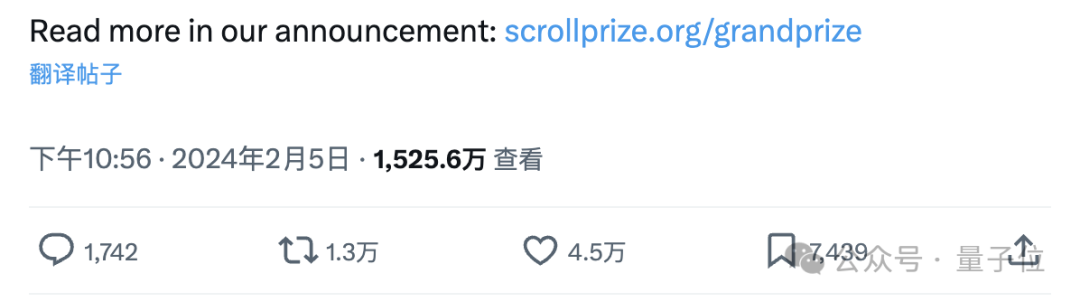 Read more in our announcement: scrollprize.org/grandprize
翻译帖子
下午10:56 · 2024年2月5日 · 1,525.6万 查看
1,742 1.3万 4.5万 7,439
公众号 · 量子位